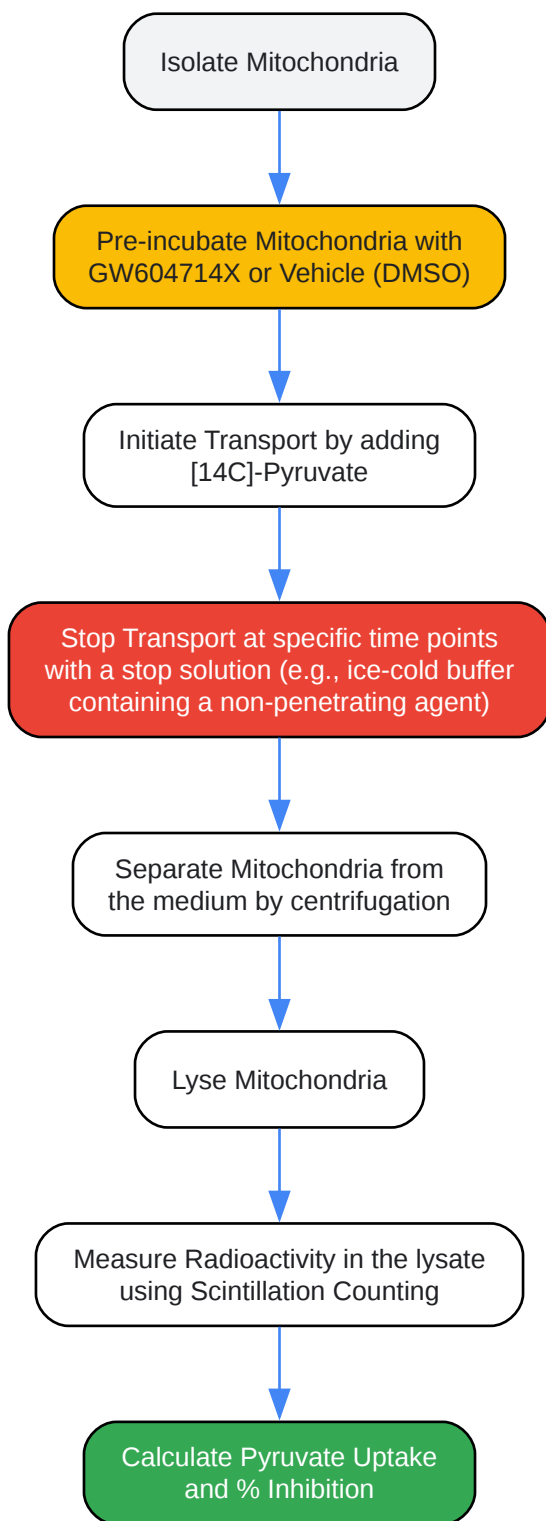 Isolate Mitochondria
Pre-incubate Mitochondria with
GW604714X or Vehicle (DMSO)
Initiate Transport by adding
[14C]-Pyruvate
Stop Transport at specific time points
with a stop solution (e.g., ice-cold buffer
containing a non-penetrating agent)
Separate Mitochondria from
the medium by centrifugation
Lyse Mitochondria
Measure Radioactivity in the lysate
using Scintillation Counting
Calculate Pyruvate Uptake
and % Inhibition